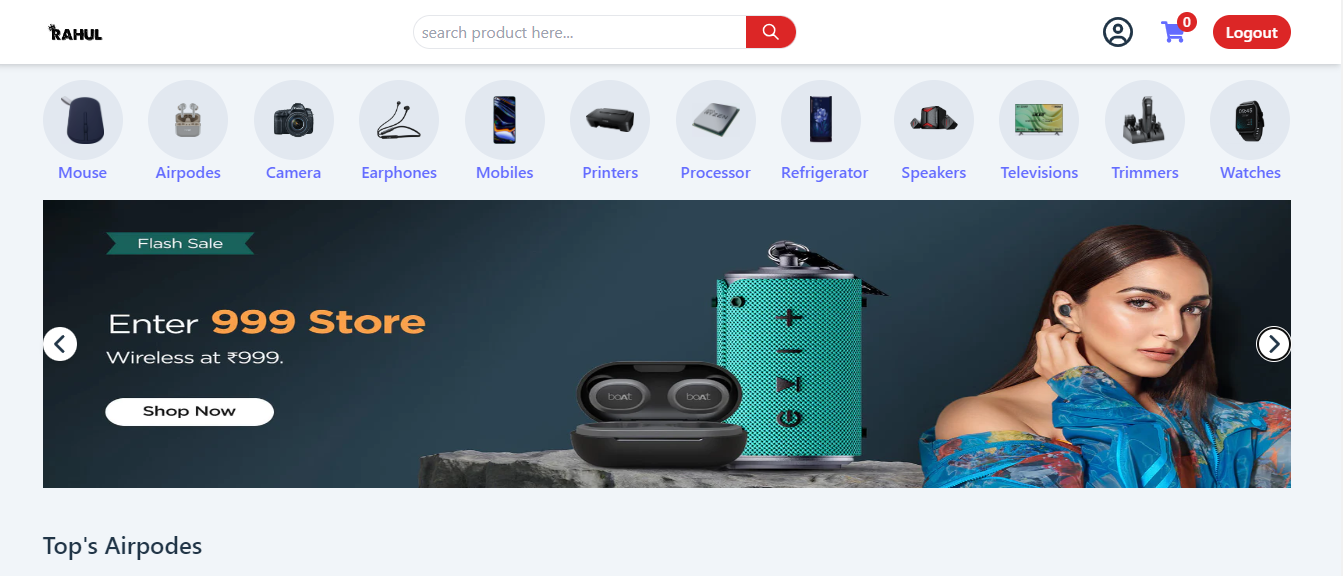 RAHUL
search product here...
0
Logout
Mouse
Airpodes
Camera
Earphones
Mobiles
Printers
Processor
Refrigerator
Speakers
Televisions
Trimmers
Watches
Flash Sale
Enter 999 Store
Wireless at ₹999.
Shop Now
boAt
boAt
Top's Airpodes